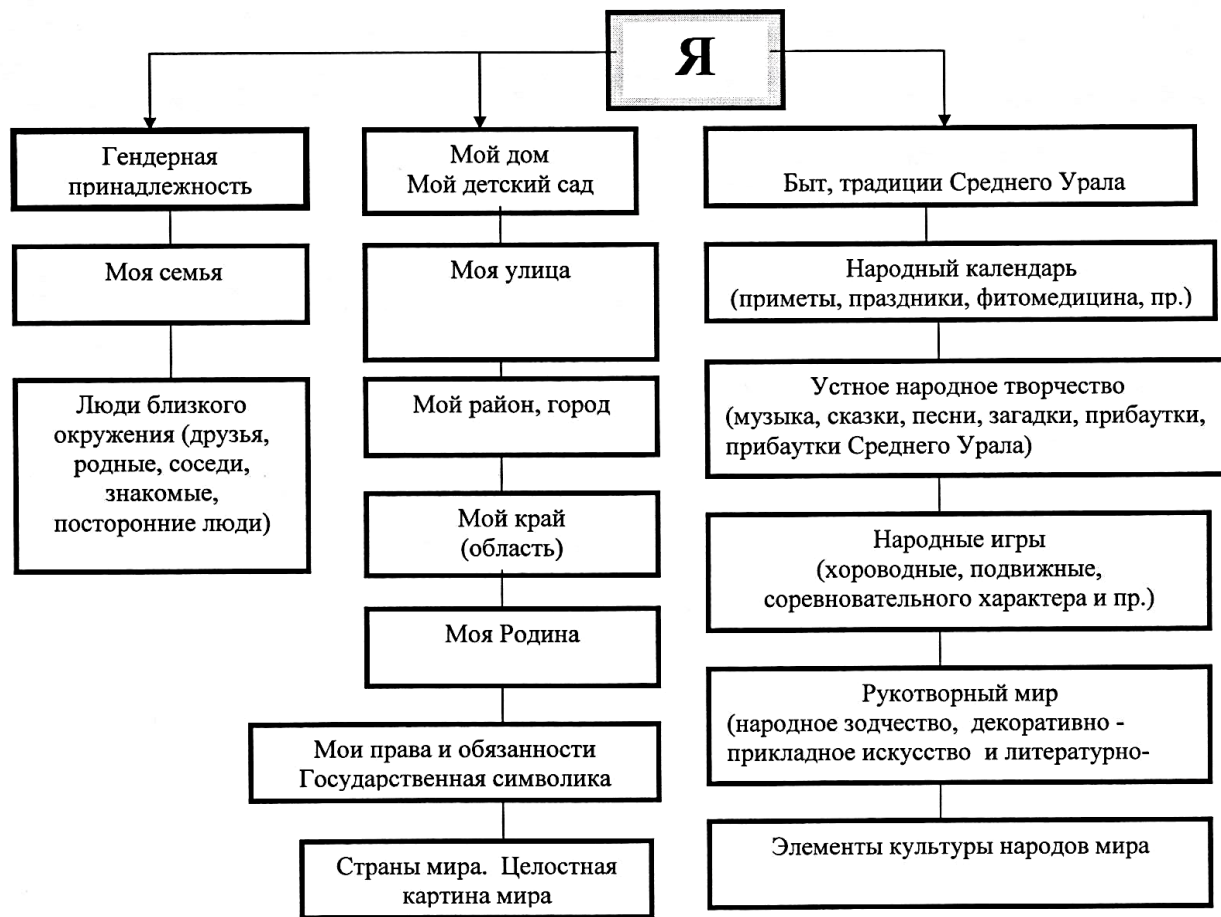 Я
Гендерная
принадлежность
Моя семья
Люди близкого
окружения (друзья,
родные, соседи,
знакомые,
посторонние люди)
Мой дом
Мой детский сад
Моя улица
Мой район, город
Мой край
(область)
Моя Родина
Мои права и обязанности
Государственная символика
Страны мира. Целостная
картина мира
Быт, традиции Среднего Урала
Народный календарь
(приметы, праздники, фитомедицина, пр.)
Устное народное творчество
(музыка, сказки, песни, загадки, прибаутки,
прибаутки Среднего Урала)
Народные игры
(хороводные, подвижные,
соревновательного характера и пр.)
Рукотворный мир
(народное зодчество, декоративно -
прикладное искусство и литературно-
Элементы культуры народов мира